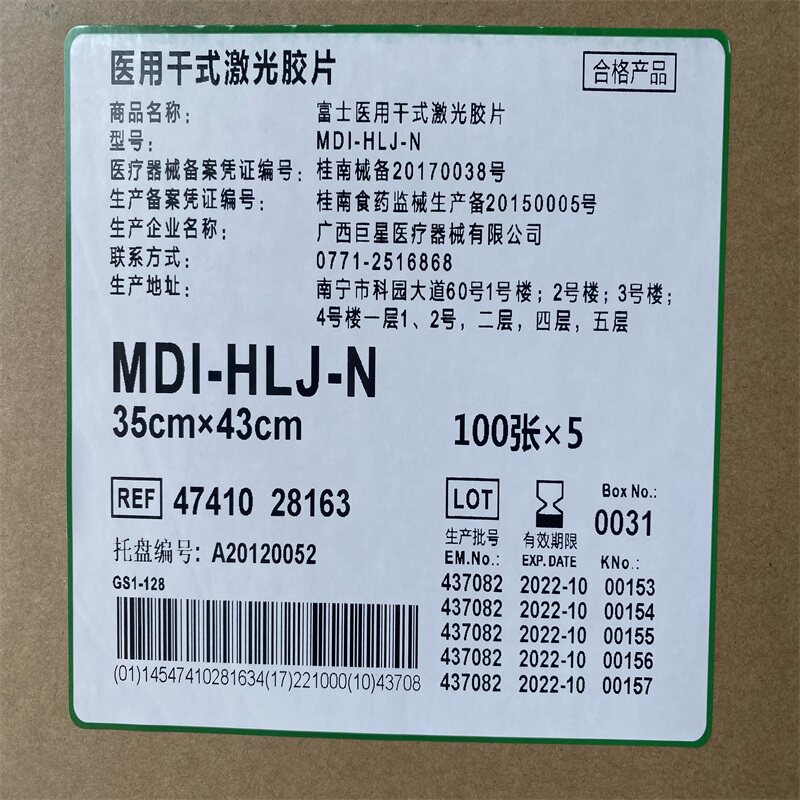 医用干式激光胶片
合格产品
商品名称: 富士医用干式激光胶片
型号: MDI-HLJ-N
医疗器械备案凭证编号: 桂南械备20170038号
生产备案凭证编号: 桂南食药监械生产备20150005号
生产企业名称: 广西巨星医疗器械有限公司
联系方式: 0771-2516868
生产地址: 南宁市科园大道60号1号楼; 2号楼; 3号楼;
4号楼一层1、2号, 二层, 四层, 五层
MDI-HLJ-N
35cm×43cm 100张×5
REF 47410 28163
托盘编号: A20120052
GS1-128
(01)14547410281634(17)221000(10)43708
LOT Box No.:
0031
生产批号 有效期限
EM.No.: EXP.DATE KNo.:
437082 2022-10 00153
437082 2022-10 00154
437082 2022-10 00155
437082 2022-10 00156
437082 2022-10 00157